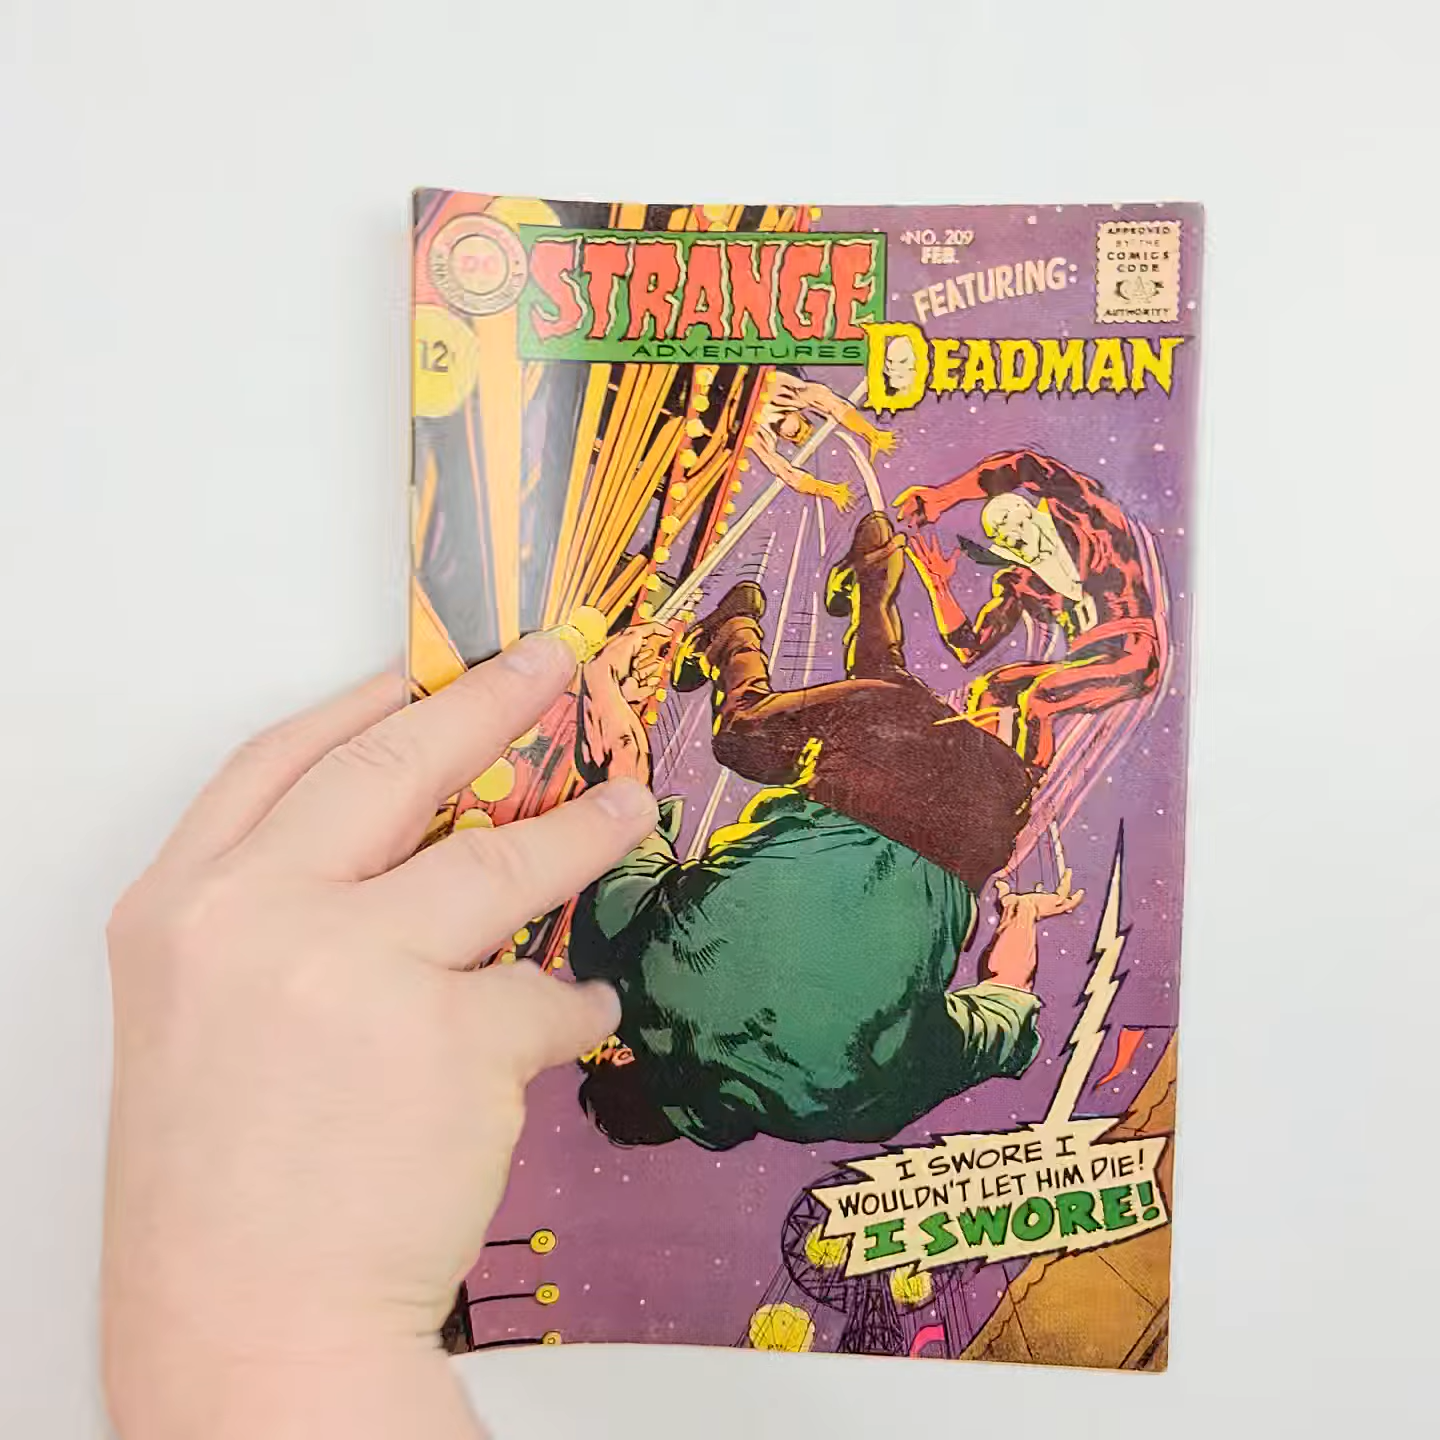 DC
STRANGE
ADVENTURES
NO. 209
FEB.
APPROVED
BY THE
COMICS
CODE
AUTHORITY
FEATURING:
DEADMAN
12¢
D
I SWORE I
WOULDN'T LET HIM DIE!
I SWORE!